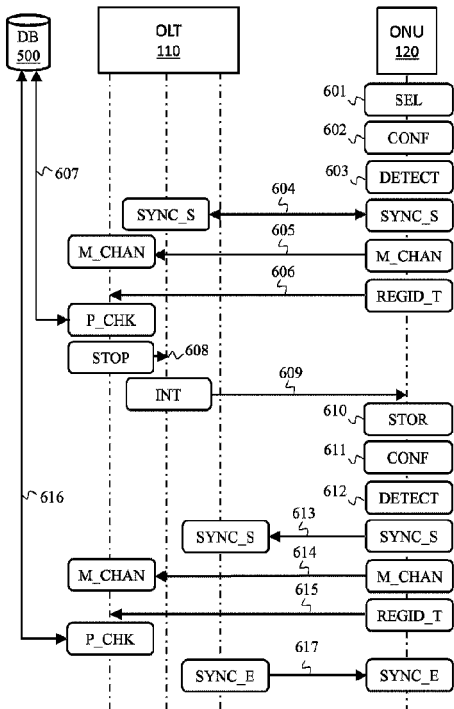 DB
500
OLT
110
ONU
120
601
SEL
602
CONF
607
603
DETECT
604
SYNC_S
SYNC_S
605
M_CHAN
M_CHAN
606
REGID_T
P_CHK
STOP
608
609
INT
610
STOR
611
CONF
616
612
DETECT
613
SYNC_S
SYNC_S
614
M_CHAN
M_CHAN
615
REGID_T
P_CHK
617
SYNC_E
SYNC_E